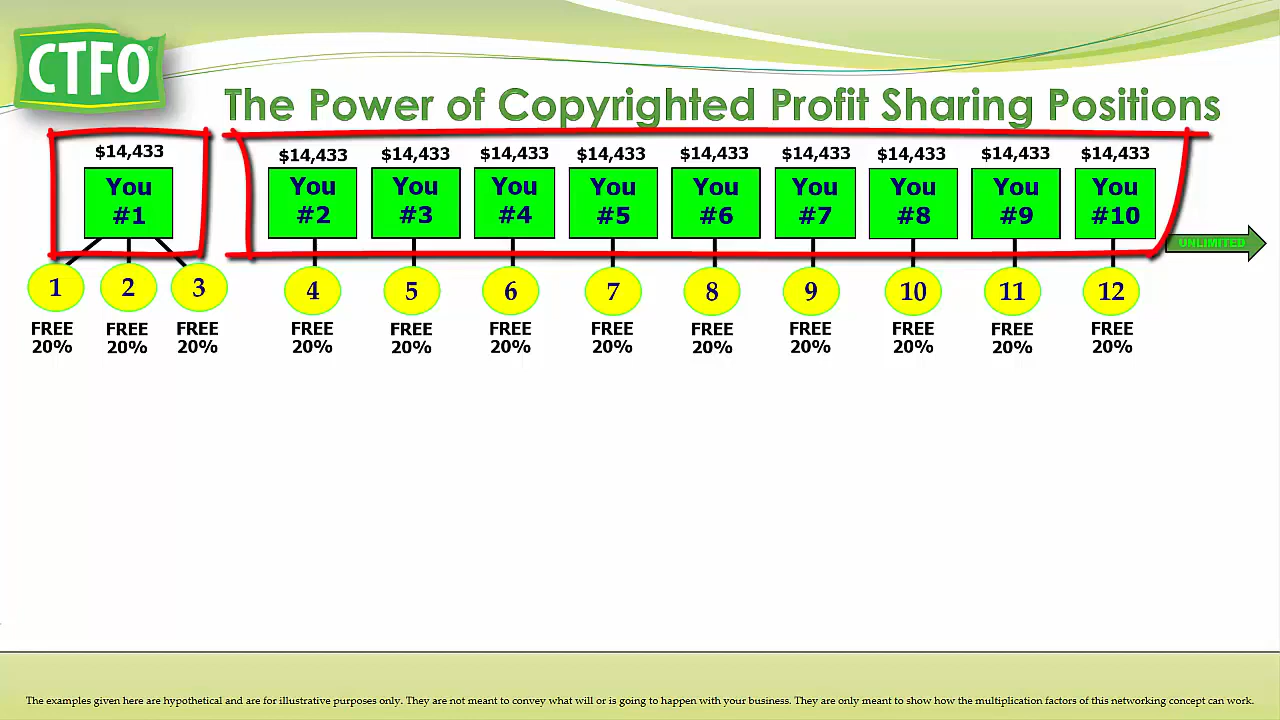 CTFO®
The Power of Copyrighted Profit Sharing Positions
$14,433 $14,433 $14,433 $14,433 $14,433 $14,433 $14,433 $14,433 $14,433 $14,433
You You You You You You You You You You
#1 #2 #3 #4 #5 #6 #7 #8 #9 #10
UNLIMITED
1 2 3 4 5 6 7 8 9 10 11 12
FREE FREE FREE FREE FREE FREE FREE FREE FREE FREE FREE FREE
20% 20% 20% 20% 20% 20% 20% 20% 20% 20% 20% 20%
The examples given here are hypothetical and are for illustrative purposes only. They are not meant to convey what will or is going to happen with your business. They are only meant to show how the multiplication factors of this networking concept can work.